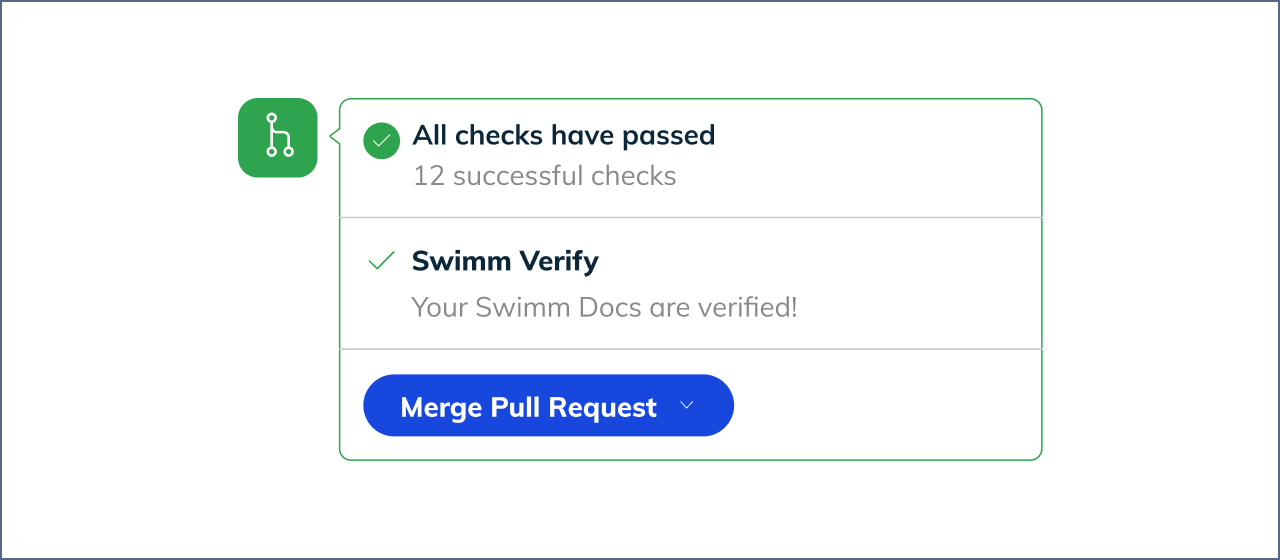 All checks have passed
12 successful checks
Swimm Verify
Your Swimm Docs are verified!
Merge Pull Request